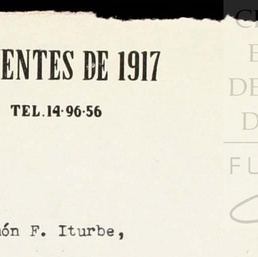 ENTES DE 1917
TEL.14-96-56
ón F. Iturbe,